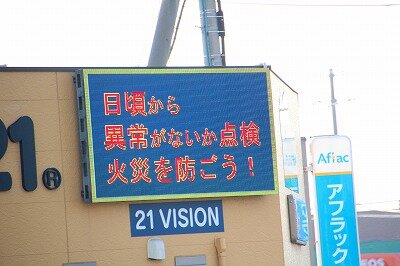 日頃から
異常がないか点検
火災を防ごう!
21 VISION
21®
Aflac
アフラック